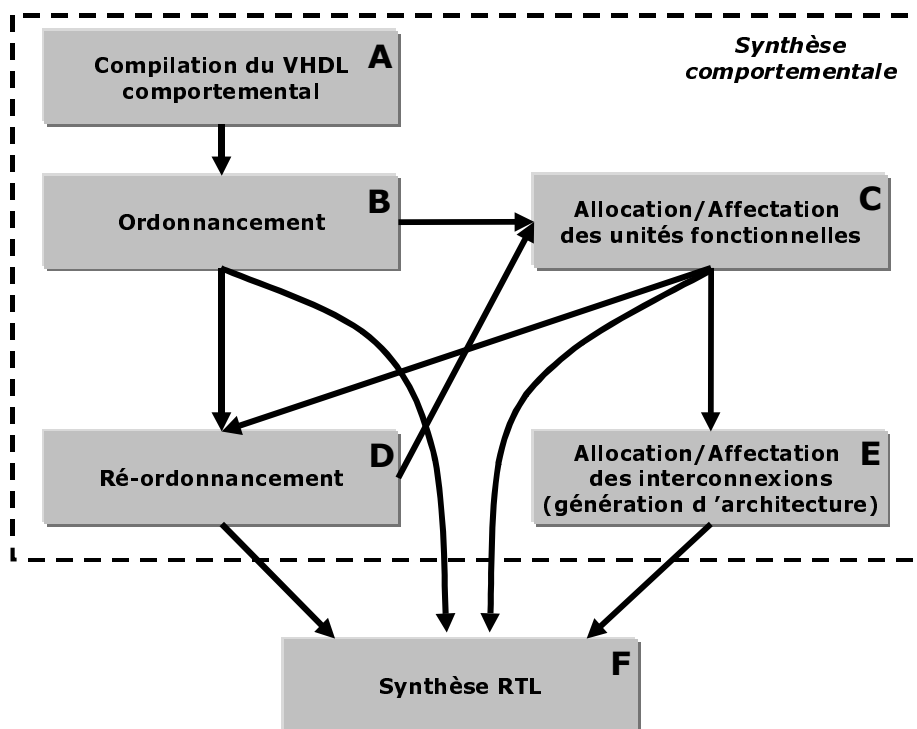 Synthèse
comportementale
A
Compilation du VHDL
comportemental
B
Ordonnancement
C
Allocation/Affectation
des unités fonctionnelles
D
Ré-ordonnancement
E
Allocation/Affectation
des interconnexions
(génération d ’architecture)
F
Synthèse RTL